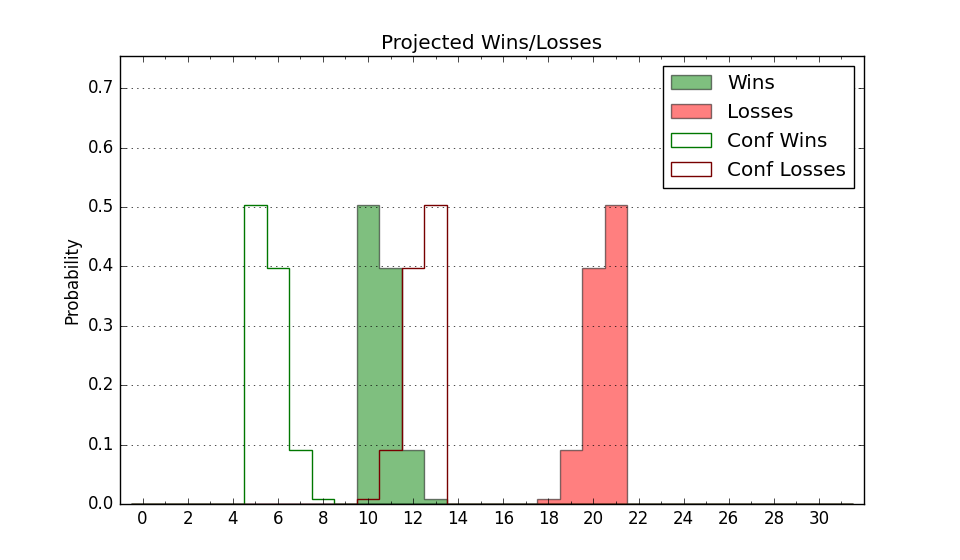 Projected Wins/Losses
Wins
Losses
Conf Wins
Conf Losses
Probability
0.7
0.6
0.5
0.4
0.3
0.2
0.1
0.0
0 2 4 6 8 10 12 14 16 18 20 22 24 26 28 30